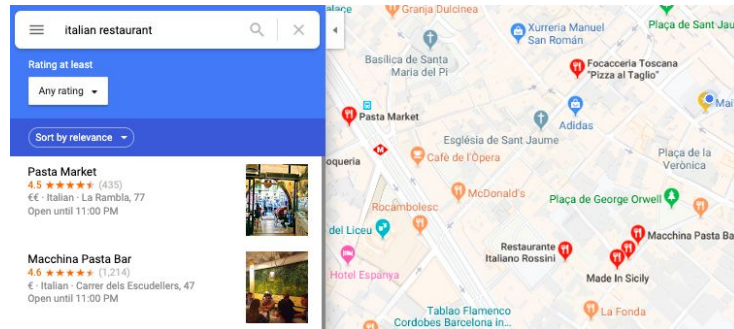 italian restaurant
Rating at least
Any rating
Sort by relevance
Pasta Market
4.5 ★★★★★ (435)
€€ · Italian · La Rambla, 77
Open until 11:00 PM
Macchina Pasta Bar
4.6 ★★★★★ (1,214)
€ · Italian · Carrer dels Escudellers, 47
Open until 11:00 PM
Granja Dulcinea
Xurreria Manuel
San Román
Plaça de Sant Jau
Basílica de Santa
Maria del Pi
Focacceria Toscana
"Pizza al Taglio"
Mai
Pasta Market
Adidas
Església de Sant Jaume
oqueria
Cafè de l'Òpera
Plaça de la
Verònica
McDonald's
Plaça de George Orwell
Rocambolesc
del Liceu
Macchina Pasta Ba
Restaurante
Italiano Rossini
Hotel Espanya
Made In Sicily
Tablao Flamenco
Cordobes Barcelona in...
La Fonda